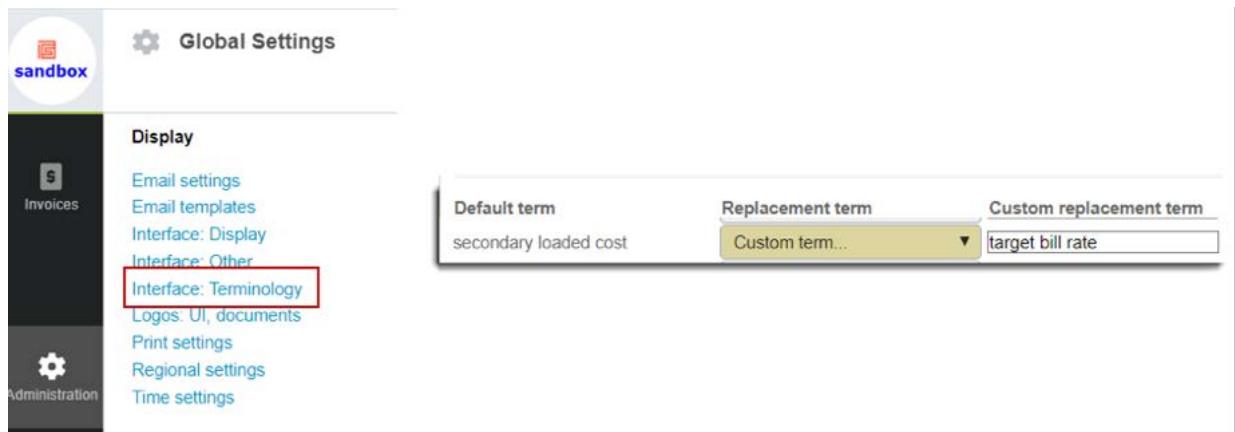 sandbox
Global Settings
Invoices
Administration
Display
Email settings
Email templates
Interface: Display
Interface: Other
Interface: Terminology
Logos: UI, documents
Print settings
Regional settings
Time settings
Default term Replacement term Custom replacement term
secondary loaded cost Custom term... target bill rate